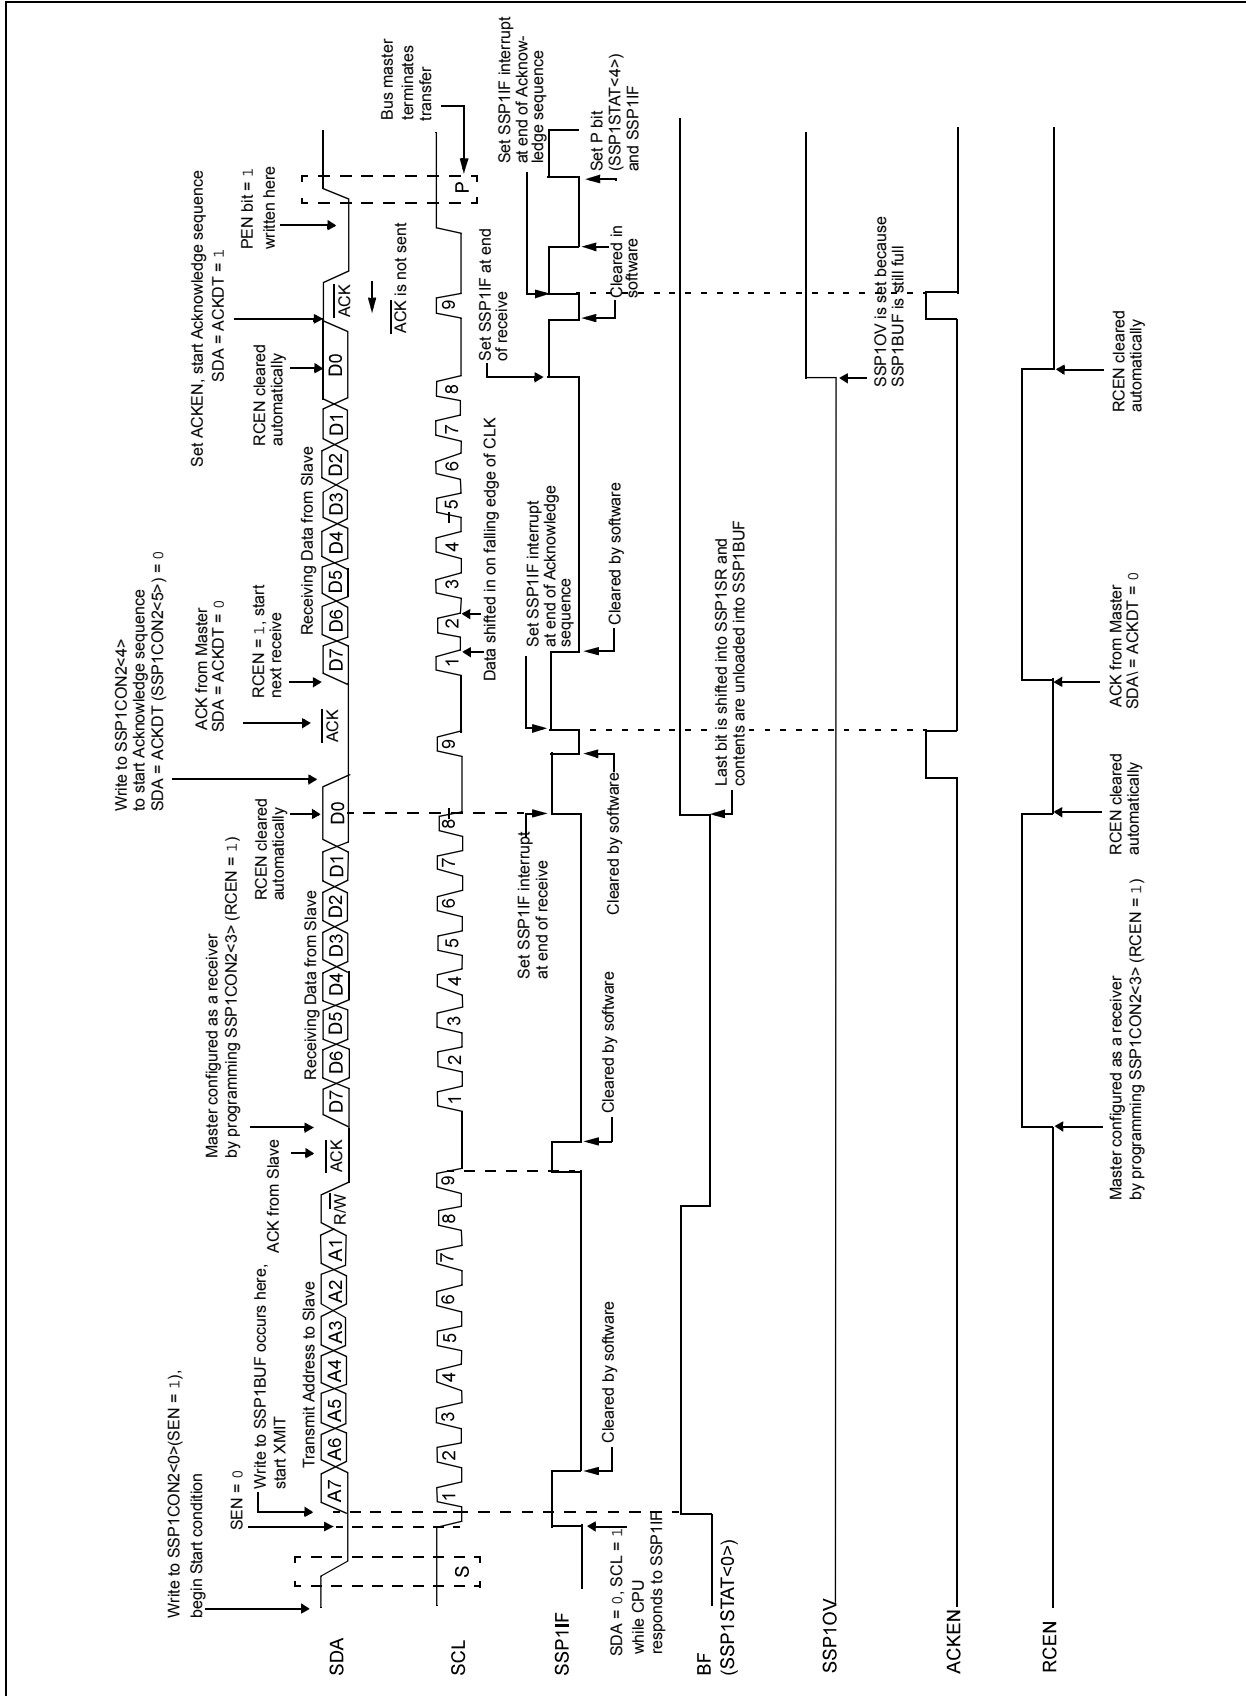 Write to SSP1CON2<0>(SEN = 1),
begin Start condition
SEN = 0
Write to SSP1BUF occurs here,
start XMIT
ACK from Slave
Master configured as a receiver
by programming SSP1CON2<3> (RCEN = 1)
RCEN cleared
automatically
Write to SSP1CON2<4>
to start Acknowledge sequence
SDA = ACKDT (SSP1CON2<5>) = 0
ACK from Master
SDA = ACKDT = 0
RCEN = 1, start
next receive
RCEN cleared
automatically
Set ACKEN, start Acknowledge sequence
SDA = ACKDT = 1
PEN bit = 1
written here
Transmit Address to Slave
Receiving Data from Slave
Receiving Data from Slave
SDA
A7 A6 A5 A4 A3 A2 A1 R/W ACK D7 D6 D5 D4 D3 D2 D1 D0 ACK D7 D6 D5 D4 D3 D2 D1 D0 ACK
ACK is not sent
Bus master
terminates
transfer
SCL
S 1 2 3 4 5 6 7 8 9 1 2 3 4 5 6 7 8 9 1 2 3 4 5 6 7 8 9 P
Data shifted in on falling edge of CLK
Set SSP1IF interrupt
at end of receive
Set SSP1IF interrupt
at end of Acknowledge
sequence
Set SSP1IF at end
of receive
Set SSP1IF interrupt
at end of Acknow-
ledge sequence
SSP1IF
SDA = 0, SCL = 1
while CPU
responds to SSP1IF
Cleared by software
Cleared by software
Cleared by software
Cleared by software
Cleared in
software
Set P bit
(SSP1STAT<4>)
and SSP1IF
BF
(SSP1STAT<0>)
Last bit is shifted into SSP1SR and
contents are unloaded into SSP1BUF
SSP1OV
SSP1OV is set because
SSP1BUF is still full
ACKEN
RCEN
Master configured as a receiver
by programming SSP1CON2<3> (RCEN = 1)
RCEN cleared
automatically
ACK from Master
SDA\ = ACKDT = 0
RCEN cleared
automatically